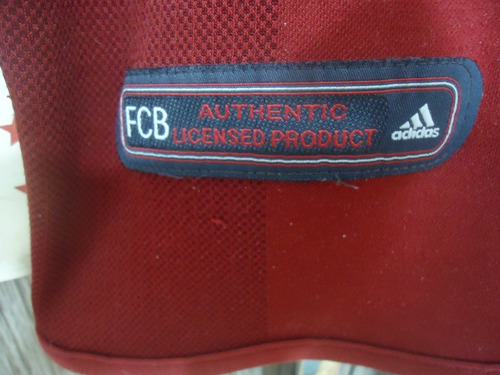 FCB
AUTHENTIC
LICENSED PRODUCT
adidas